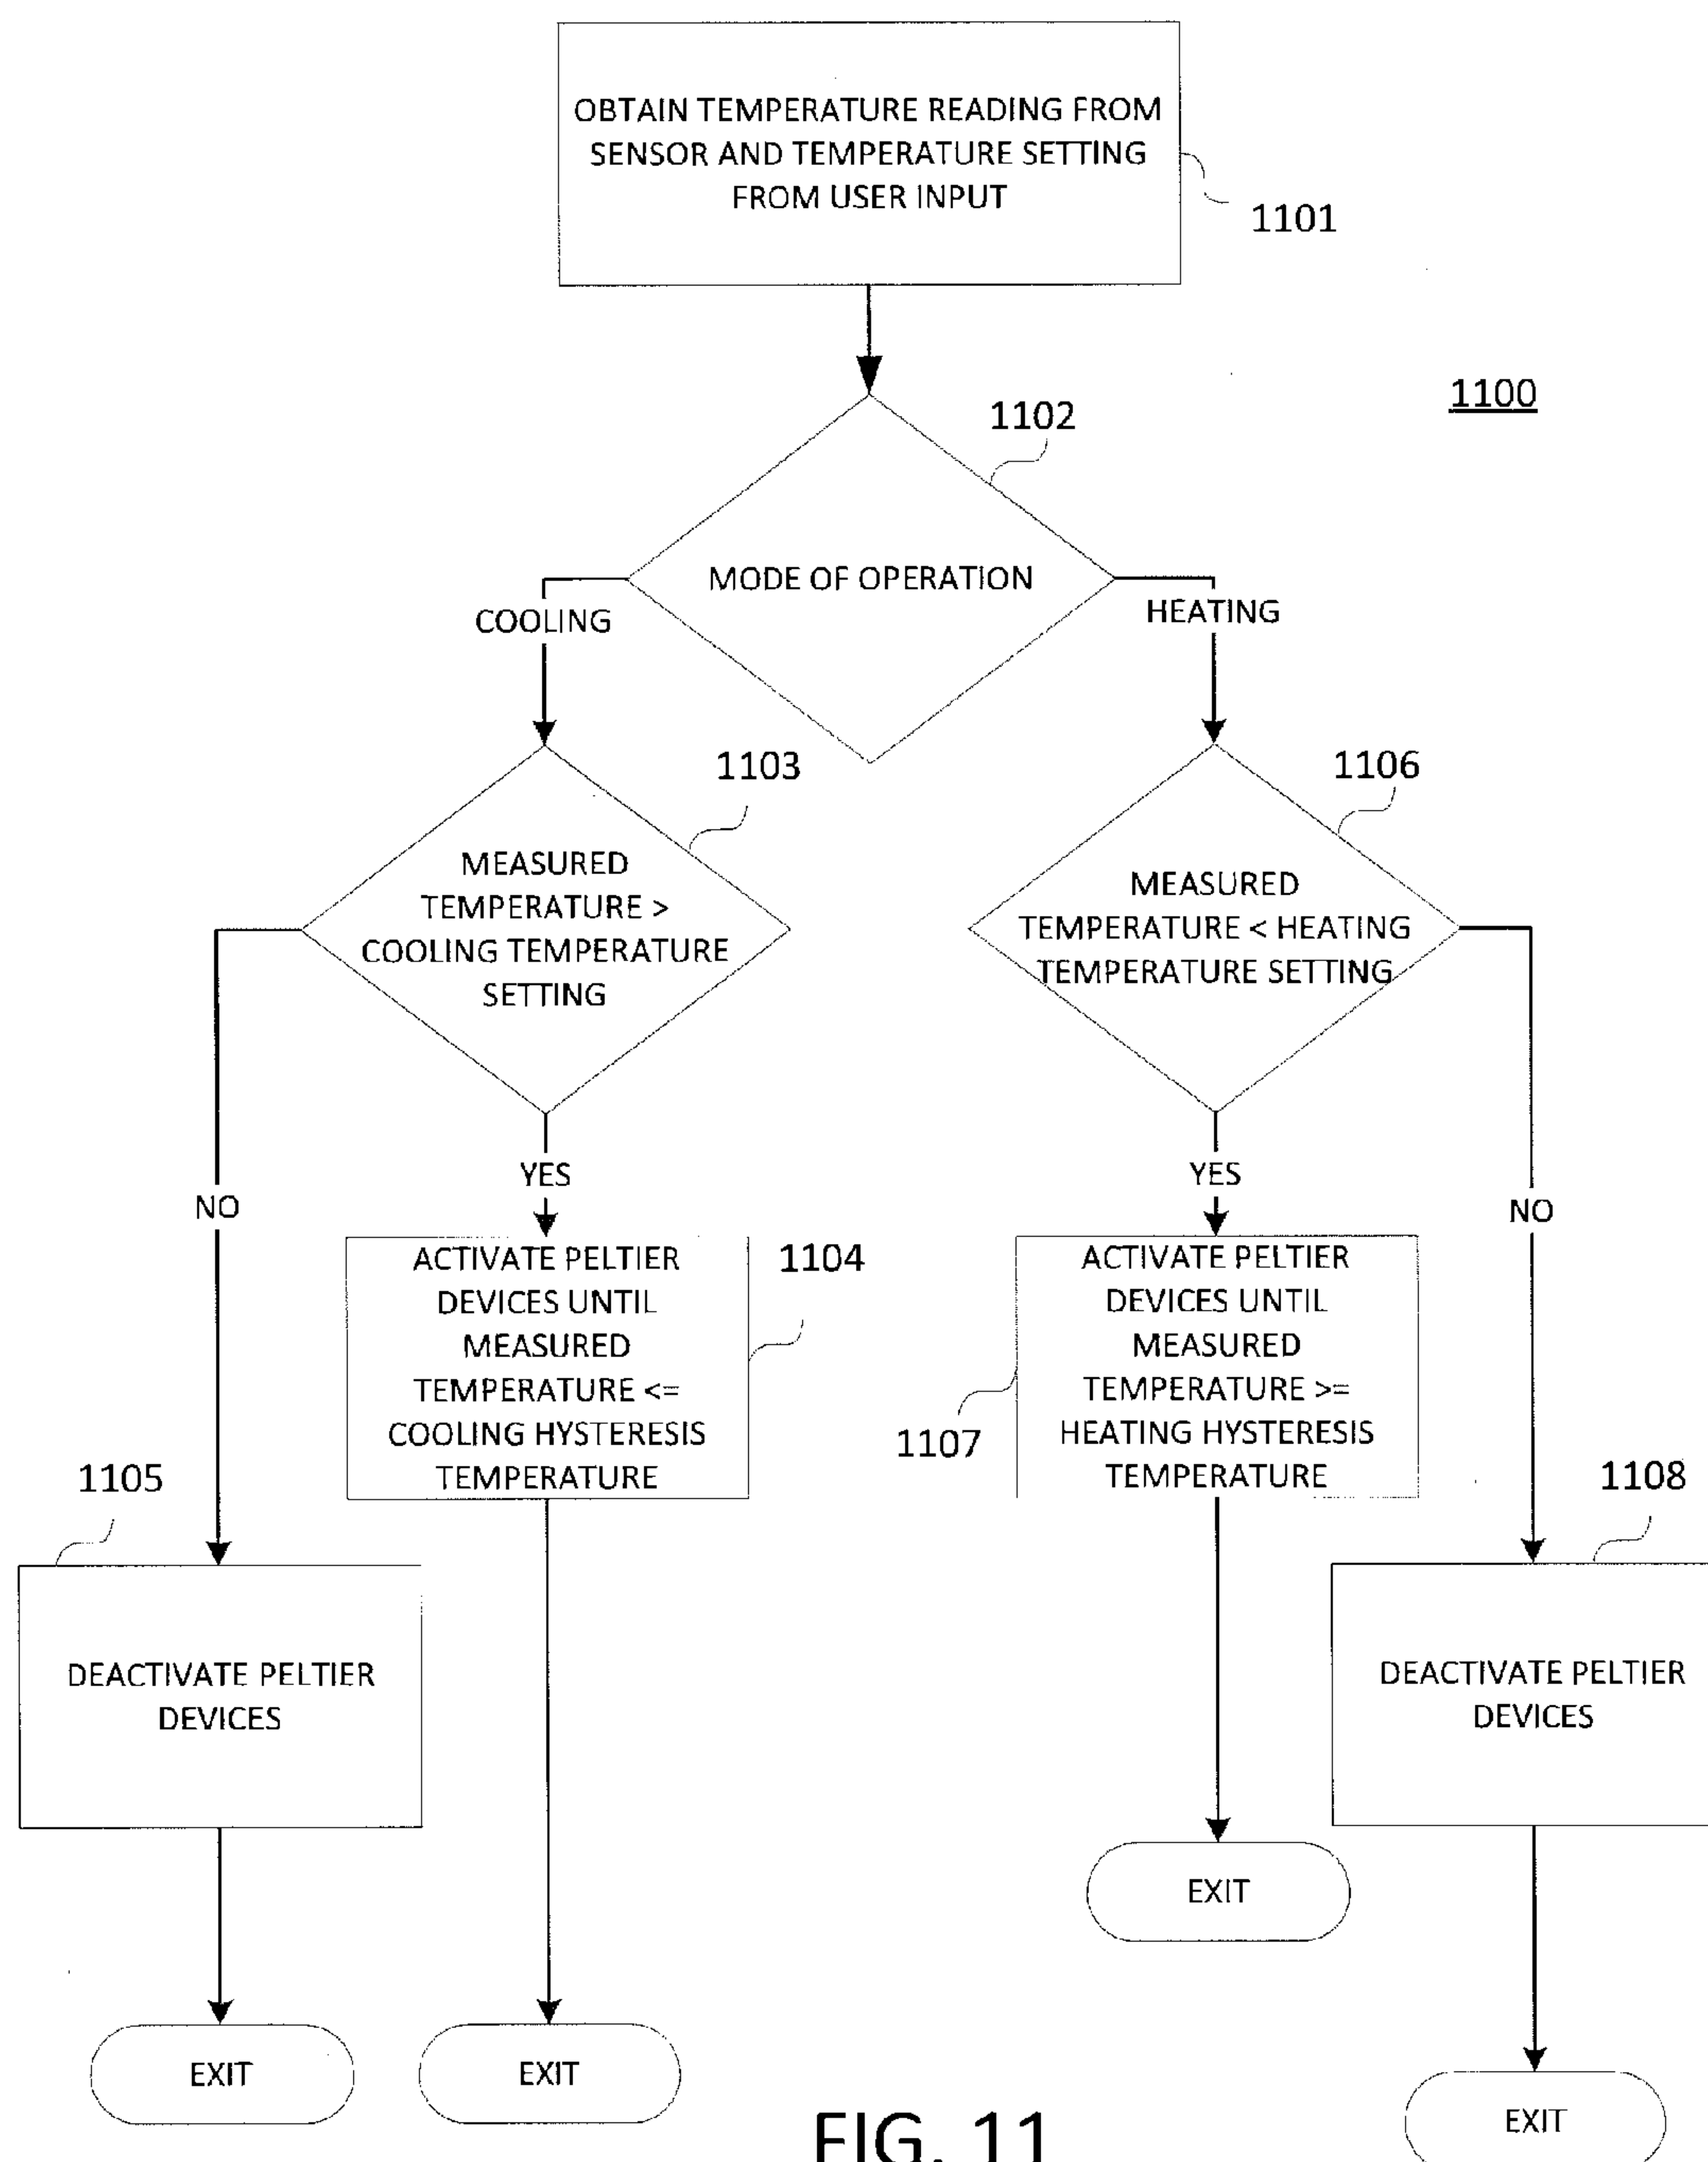 OBTAIN TEMPERATURE READING FROM
SENSOR AND TEMPERATURE SETTING
FROM USER INPUT
1101
1100
1102
MODE OF OPERATION
COOLING
HEATING
1103
1106
MEASURED
TEMPERATURE >
COOLING TEMPERATURE
SETTING
MEASURED
TEMPERATURE < HEATING
TEMPERATURE SETTING
YES
YES
NO
NO
ACTIVATE PELTIER
DEVICES UNTIL
MEASURED
TEMPERATURE <=
COOLING HYSTERESIS
TEMPERATURE
1104
ACTIVATE PELTIER
DEVICES UNTIL
MEASURED
TEMPERATURE >=
HEATING HYSTERESIS
TEMPERATURE
1107
1105
1108
DEACTIVATE PELTIER
DEVICES
DEACTIVATE PELTIER
DEVICES
EXIT
EXIT
EXIT
EXIT
FIG. 11